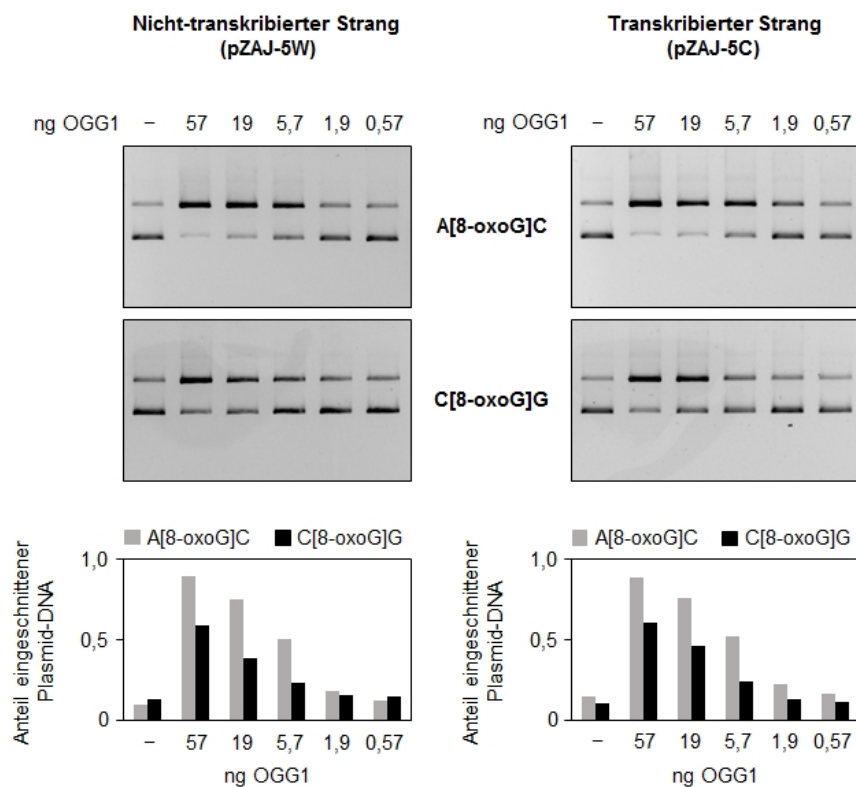 Nicht-transkribierter Strang
(pZAJ-5W)
Transkribierter Strang
(pZAJ-5C)
ng OGG1 – 57 19 5,7 1,9 0,57
ng OGG1 – 57 19 5,7 1,9 0,57
A[8-oxoG]C
C[8-oxoG]G
A[8-oxoG]C C[8-oxoG]G
Anteil eingeschnittener
Plasmid-DNA
1,0
0,5
0
– 57 19 5,7 1,9 0,57
ng OGG1
A[8-oxoG]C C[8-oxoG]G
Anteil eingeschnittener
Plasmid-DNA
1,0
0,5
0
– 57 19 5,7 1,9 0,57
ng OGG1